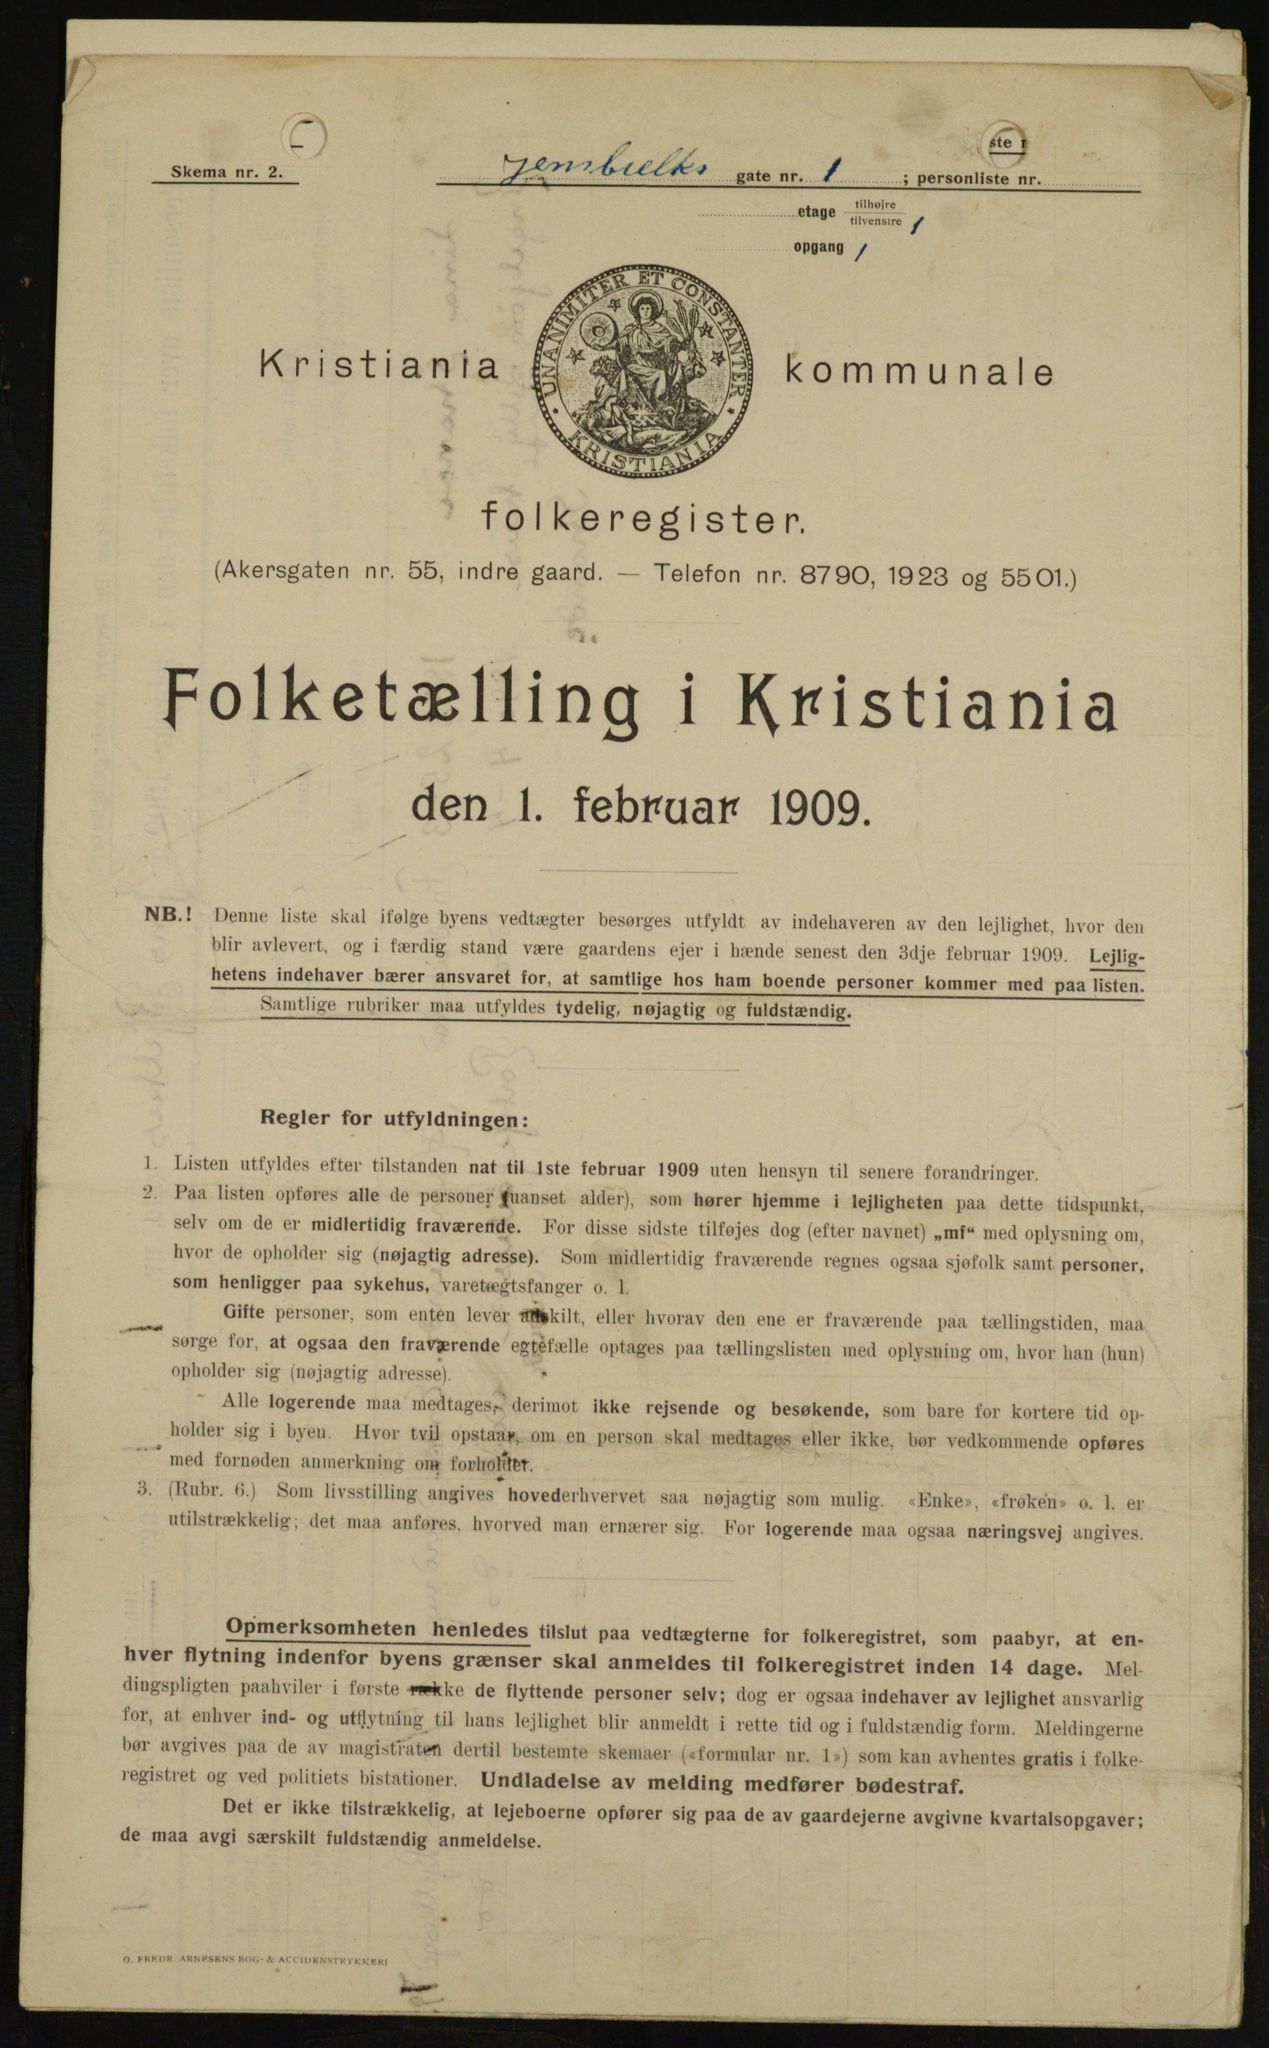 ste r
Skema nr. 2.
Jensbielks gate nr. 1 ; personliste nr.
etage tilhøjre
tilvenstre 1
opgang 1
UNANIMITER ET CONSTANTER
KRISTIANIA
Kristiania kommunale
folkeregister.
(Akersgaten nr. 55, indre gaard. — Telefon nr. 8790, 1923 og 5501.)
Folketælling i Kristiania
den 1. februar 1909.
NB.! Denne liste skal ifølge byens vedtægter besørges utfyldt av indehaveren av den lejlighet, hvor den
blir avlevert, og i færdig stand være gaardens ejer i hænde senest den 3dje februar 1909. Lejlig-
hetens indehaver bærer ansvaret for, at samtlige hos ham boende personer kommer med paa listen.
Samtlige rubriker maa utfyldes tydelig, nøjagtig og fuldstændig.
Regler for utfyldningen:
1. Listen utfyldes efter tilstanden nat til 1ste februar 1909 uten hensyn til senere forandringer.
2. Paa listen opføres alle de personer (uanset alder), som hører hjemme i lejligheten paa dette tidspunkt,
selv om de er midlertidig fraværende. For disse sidste tilføjes dog (efter navnet) „mf“ med oplysning om,
hvor de opholder sig (nøjagtig adresse). Som midlertidig fraværende regnes ogsaa sjøfolk samt personer,
som henligger paa sykehus, varetægtsfanger o. l.
Gifte personer, som enten lever adskilt, eller hvorav den ene er fraværende paa tællingstiden, maa
sørge for, at ogsaa den fraværende egtefælle optages paa tællingslisten med oplysning om, hvor han (hun)
opholder sig (nøjagtig adresse).
Alle logerende maa medtages, derimot ikke rejsende og besøkende, som bare for kortere tid op-
holder sig i byen. Hvor tvil opstaar, om en person skal medtages eller ikke, bør vedkommende opføres
med fornøden anmerkning om forholdet.
3. (Rubr. 6.) Som livsstilling angives hovederhvervet saa nøjagtig som mulig. «Enke», «frøken» o. l. er
utilstrækkelig; det maa anføres, hvorved man ernærer sig. For logerende maa ogsaa næringsvej angives.
Opmerksomheten henledes tilslut paa vedtægterne for folkeregistret, som paabyr, at en-
hver flytning indenfor byens grænser skal anmeldes til folkeregistret inden 14 dage. Mel-
dingspligten paahviler i første række de flyttende personer selv; dog er ogsaa indehaver av lejlighet ansvarlig
for, at enhver ind- og utflytning til hans lejlighet blir anmeldt i rette tid og i fuldstændig form. Meldingerne
bør avgives paa de av magistraten dertil bestemte skemaer («formular nr. 1») som kan avhentes gratis i folke-
registret og ved politiets bistationer. Undladelse av melding medfører bødestraf.
Det er ikke tilstrækkelig, at lejeboerne opfører sig paa de av gaardejerne avgivne kvartalsopgaver;
de maa avgi særskilt fuldstændig anmeldelse.
O. FREDR. ARNESENS BOG- & ACCIDENSTRYKKERI